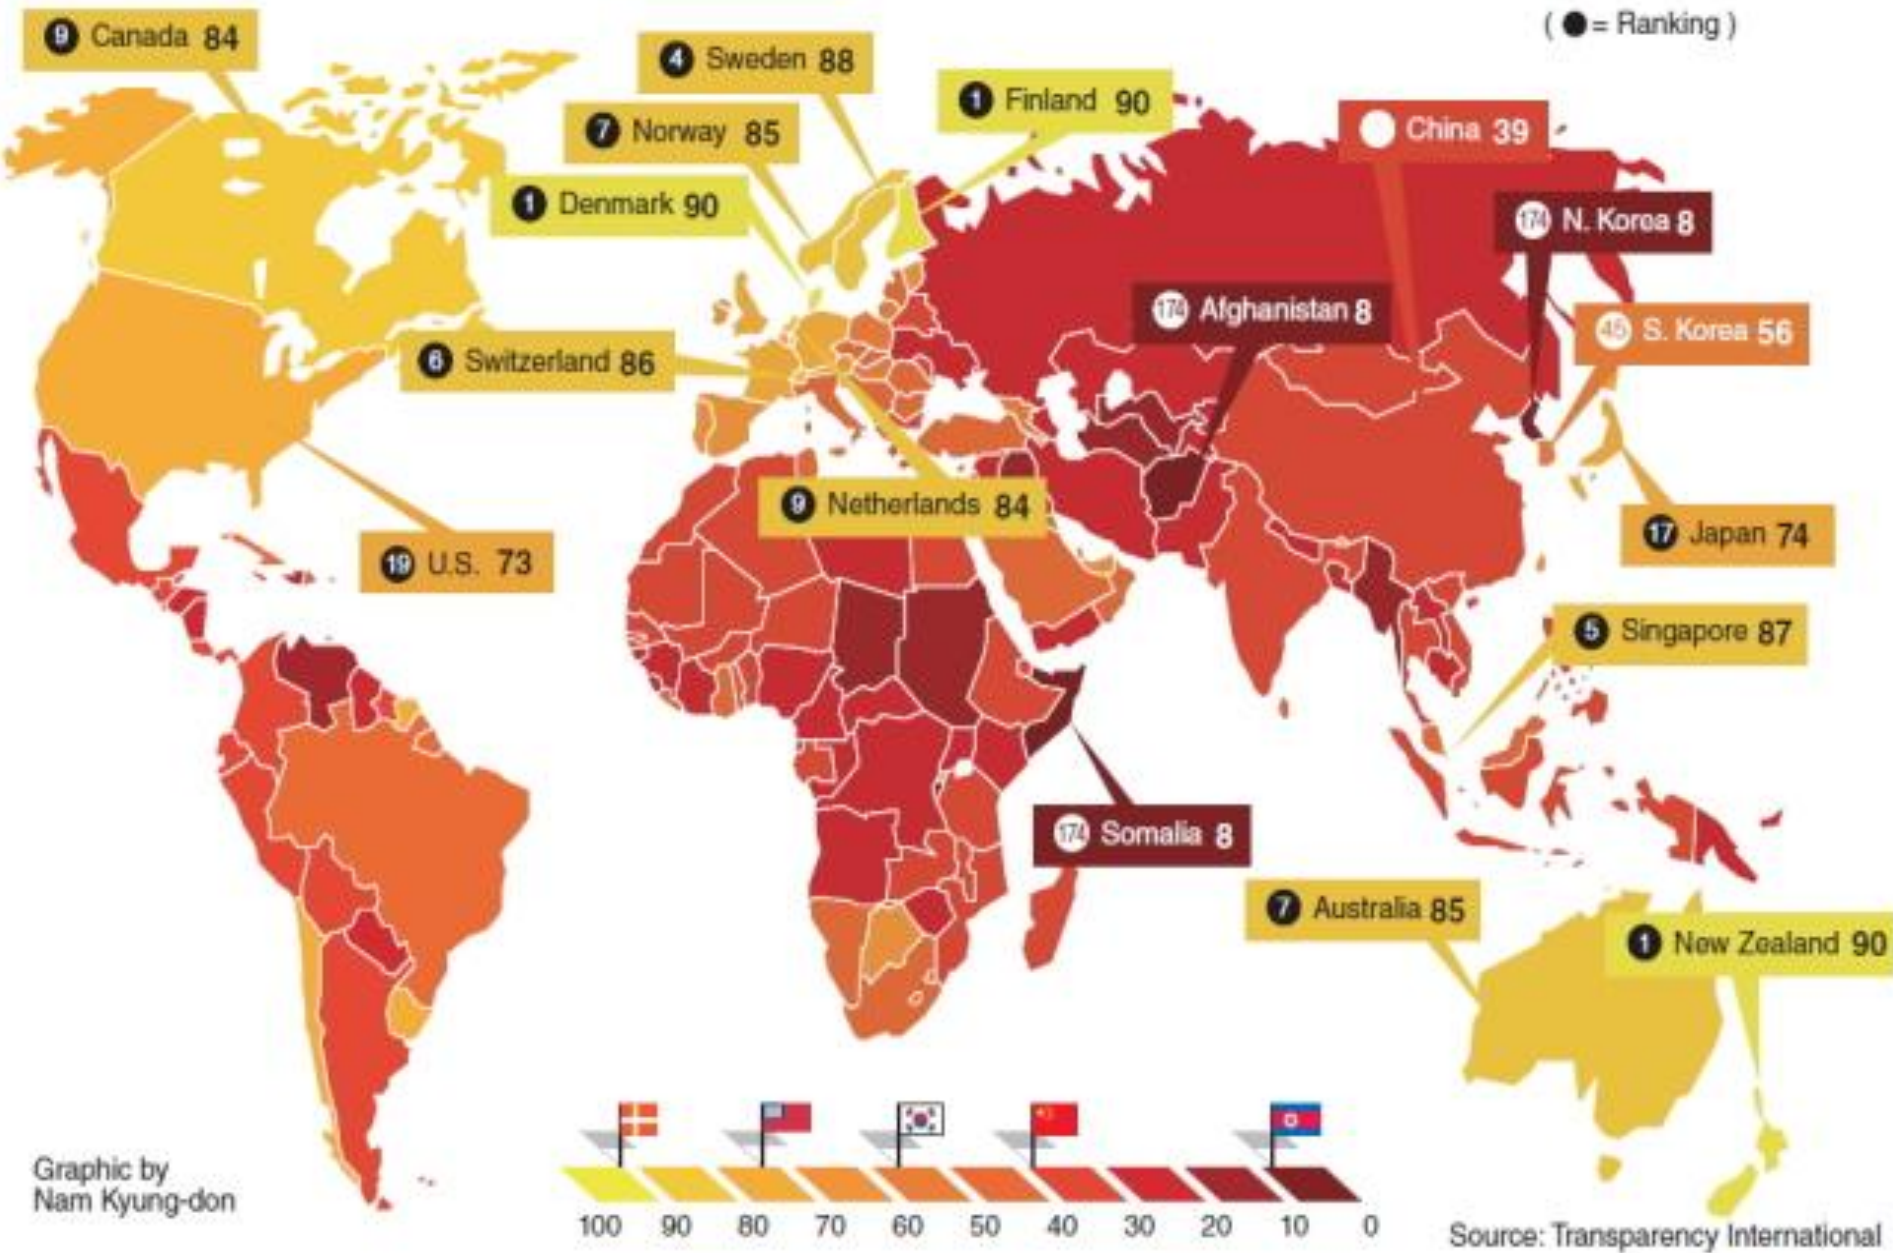 ( ● = Ranking )
9 Canada 84
4 Sweden 88
1 Finland 90
7 Norway 85
China 39
1 Denmark 90
174 N. Korea 8
174 Afghanistan 8
45 S. Korea 56
6 Switzerland 86
9 Netherlands 84
17 Japan 74
19 U.S. 73
5 Singapore 87
174 Somalia 8
7 Australia 85
1 New Zealand 90
Graphic by
Nam Kyung-don
100 90 80 70 60 50 40 30 20 10 0
Source: Transparency International